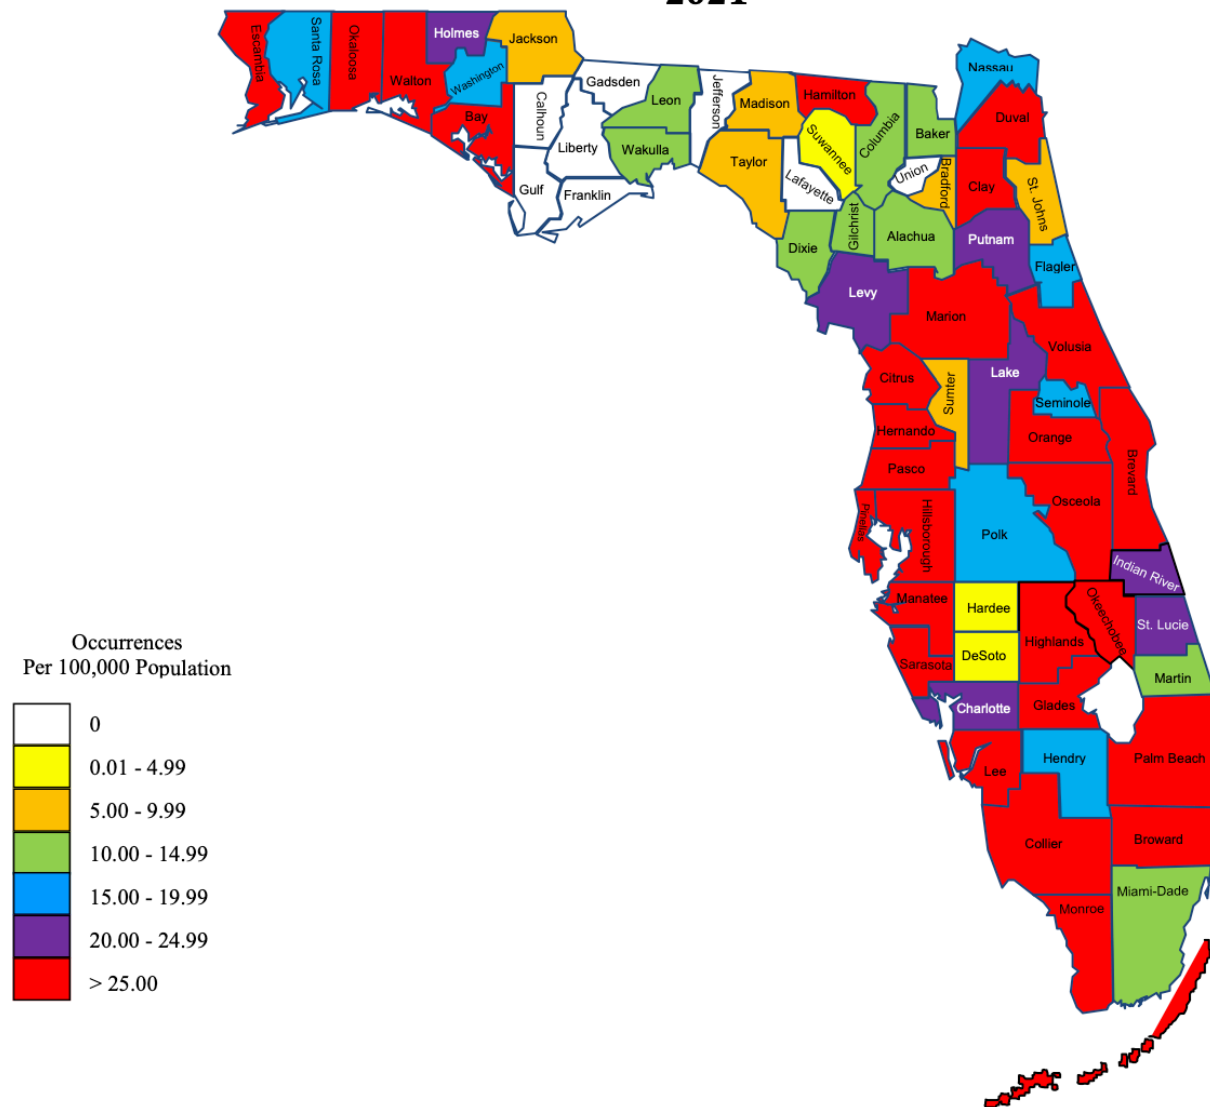 2021
Escambia
Santa Rosa
Okaloosa
Walton
Holmes
Washington
Jackson
Bay
Calhoun
Gadsden
Liberty
Gulf
Franklin
Leon
Wakulla
Jefferson
Madison
Taylor
Hamilton
Suwannee
Lafayette
Columbia
Baker
Union
Bradford
Nassau
Duval
Clay
St. Johns
Dixie
Gilchrist
Alachua
Putnam
Flagler
Levy
Marion
Volusia
Citrus
Sumter
Lake
Seminole
Hernando
Orange
Pasco
Brevard
Osceola
Pinellas
Hillsborough
Polk
Indian River
Manatee
Hardee
Okeechobee
St. Lucie
Highlands
Sarasota
DeSoto
Martin
Charlotte
Glades
Lee
Hendry
Palm Beach
Collier
Broward
Miami-Dade
Monroe
Occurrences
Per 100,000 Population
0
0.01 - 4.99
5.00 - 9.99
10.00 - 14.99
15.00 - 19.99
20.00 - 24.99
> 25.00